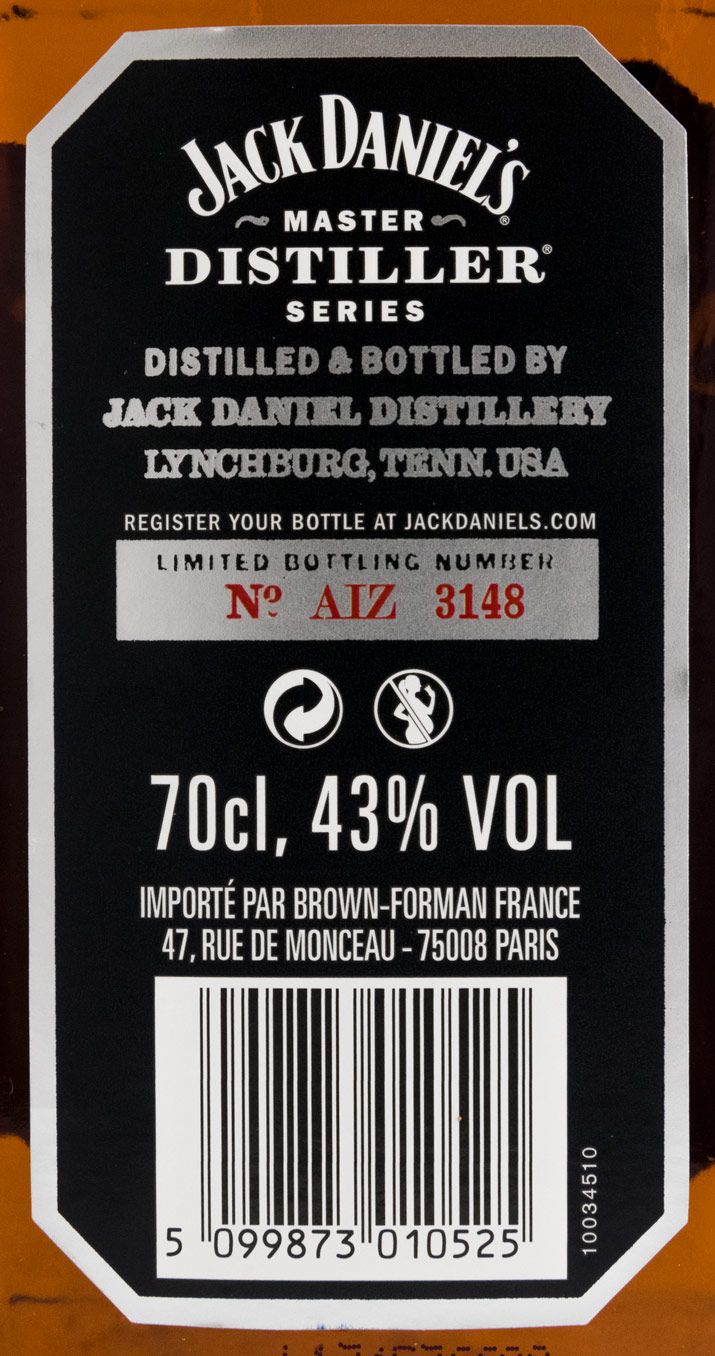 JACK DANIEL'S®
MASTER
DISTILLER®
SERIES
DISTILLED & BOTTLED BY
JACK DANIEL DISTILLERY
LYNCHBURG, TENN. USA
REGISTER YOUR BOTTLE AT JACKDANIELS.COM
LIMITED BOTTLING NUMBER
Nº AIZ 3148
70cl, 43% VOL
IMPORTÉ PAR BROWN-FORMAN FRANCE
47, RUE DE MONCEAU - 75008 PARIS
5 099873 010525
10034510